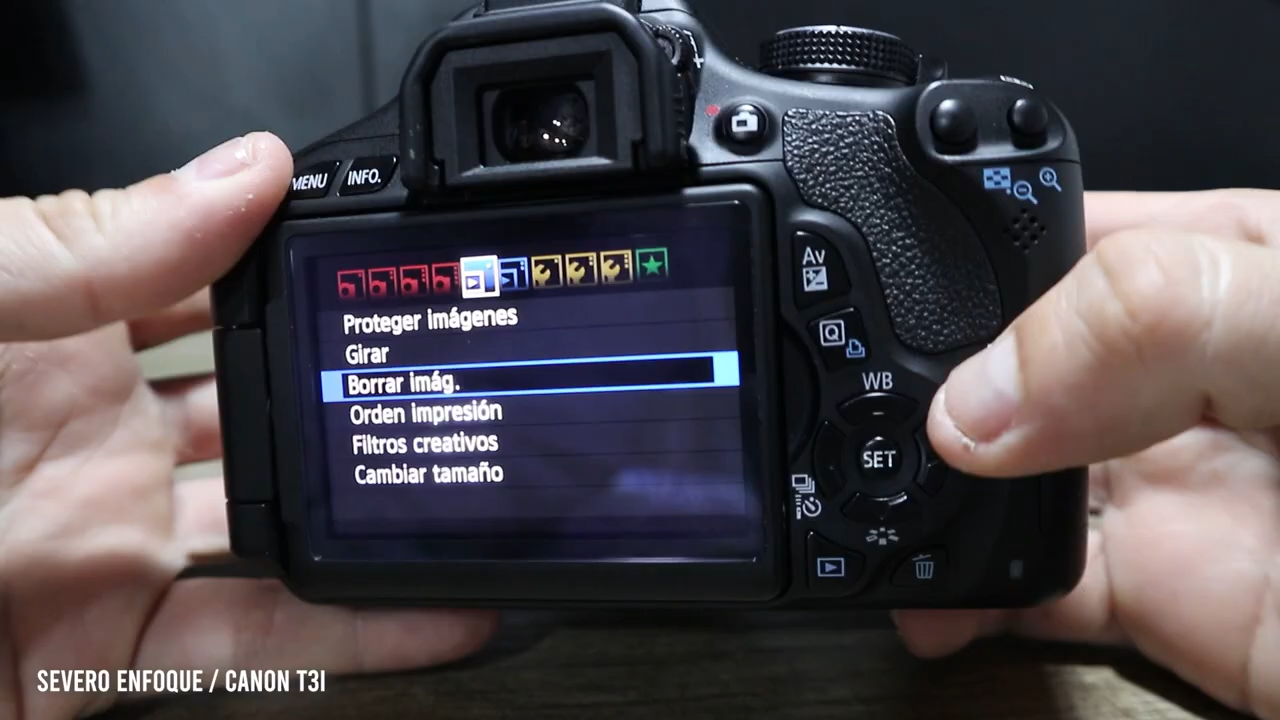 MENU
INFO.
Av
Q
WB
SET
Proteger imágenes
Girar
Borrar imág.
Orden impresión
Filtros creativos
Cambiar tamaño
SEVERO ENFOQUE / CANON T3I